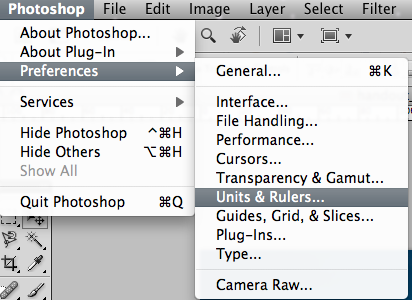 Photoshop File Edit Image Layer Select Filter
About Photoshop...
About Plug-In
Preferences
Services
Hide Photoshop ^⌘H
Hide Others ⌥⌘H
Show All
Quit Photoshop ⌘Q
General... ⌘K
Interface...
File Handling...
Performance...
Cursors...
Transparency & Gamut...
Units & Rulers...
Guides, Grid, & Slices...
Plug-Ins...
Type...
Camera Raw...